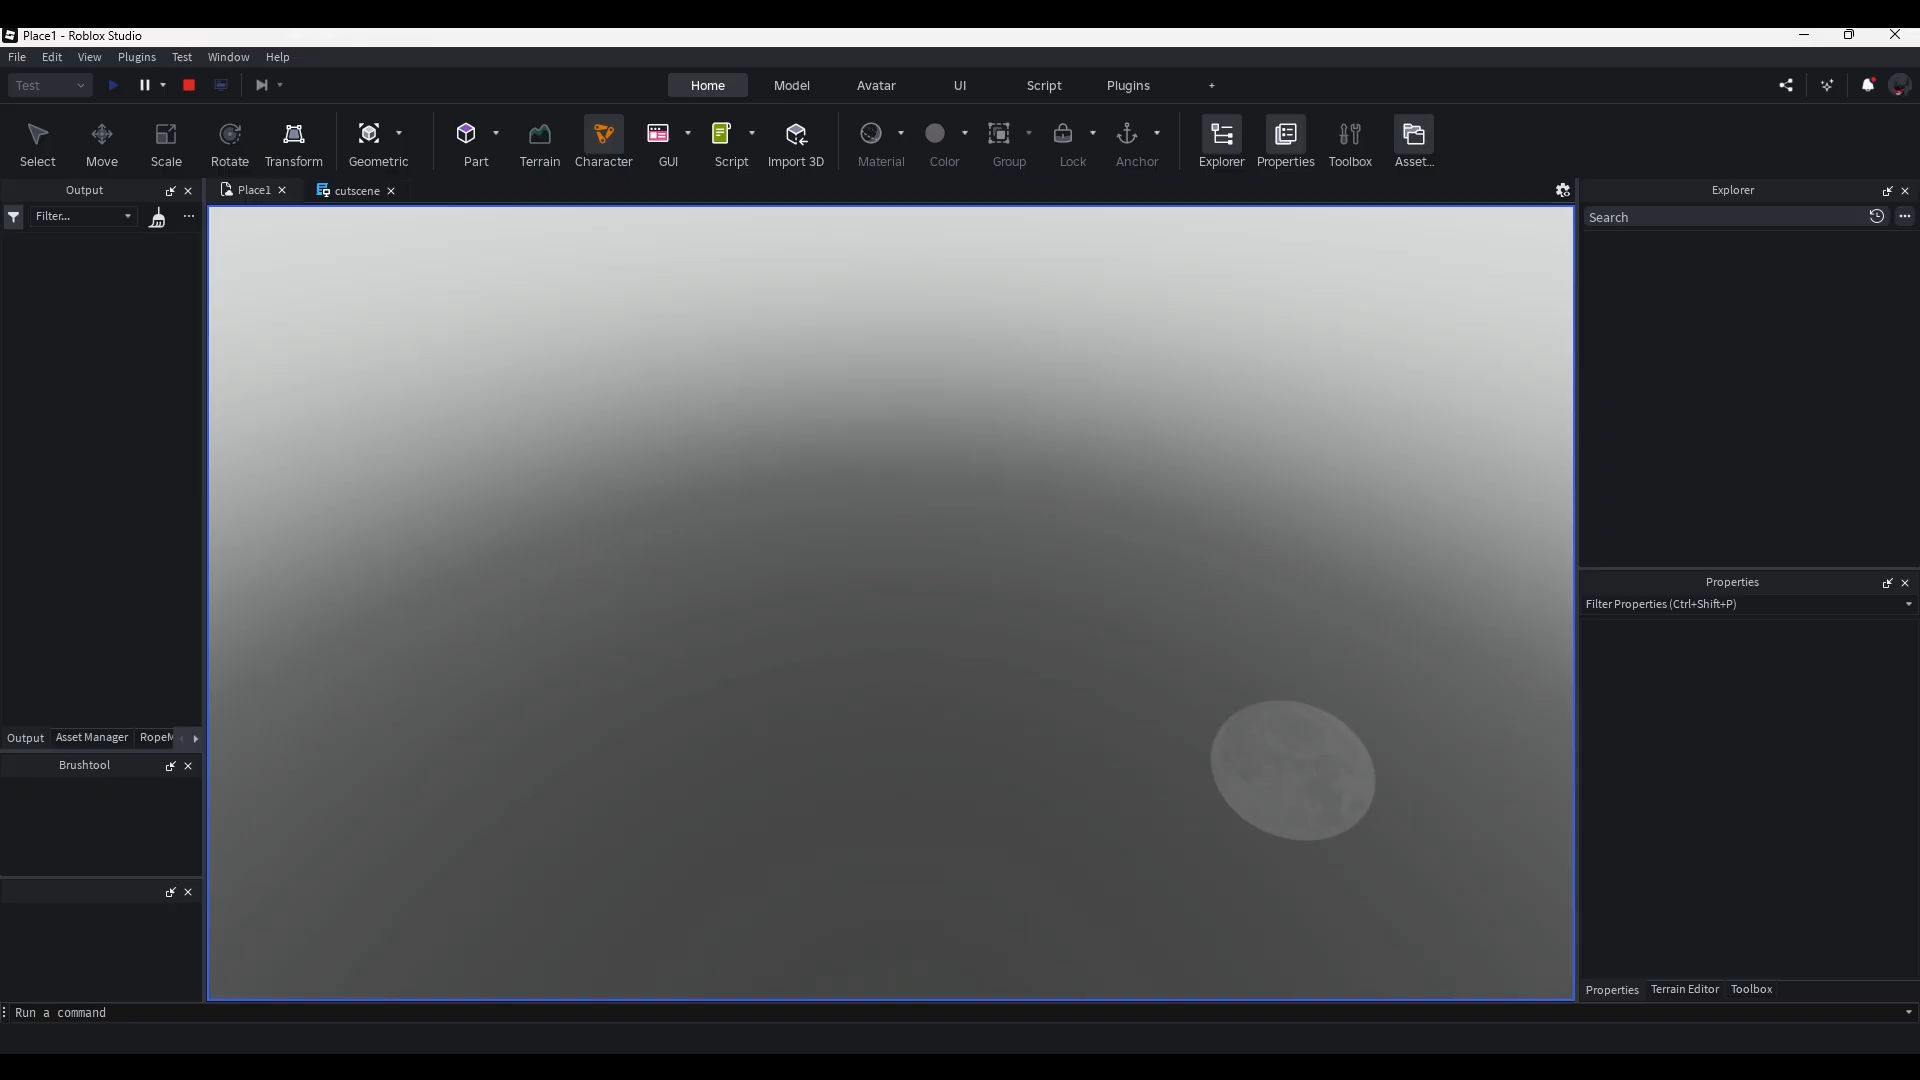 Place1 - Roblox Studio
File Edit View Plugins Test Window Help
Test Home Model Avatar UI Script Plugins +
Select Move Scale Rotate Transform Geometric Part Terrain Character GUI Script Import 3D Material Color Group Lock Anchor Explorer Properties Toolbox Asset...
Output Place1 cutscene Explorer
Filter... Search
Properties
Filter Properties (Ctrl+Shift+P)
Output Asset Manager RopeM
Brushtool
Properties Terrain Editor Toolbox
Run a command